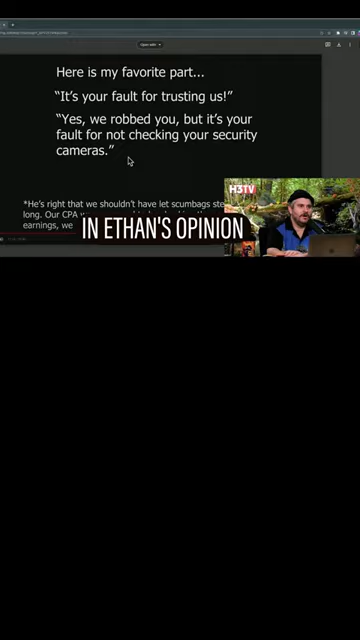 Open with
Here is my favorite part...
“It’s your fault for trusting us!”
“Yes, we robbed you, but it’s your
fault for not checking your security
cameras.”
H3TV
*He’s right that we shouldn’t have let scumbags ste
long. Our CPA
earnings, we
IN ETHAN'S OPINION